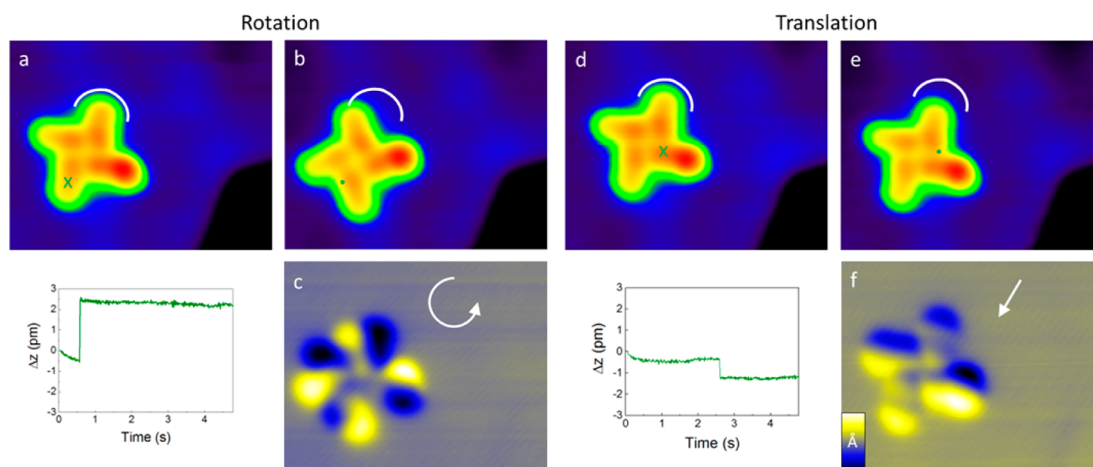 Rotation Translation
a b d e
X X
3
2
1
0
-1
-2
-3
Δz (pm)
0 1 2 3 4
Time (s)
c
3
2
1
0
-1
-2
-3
Δz (pm)
0 1 2 3 4
Time (s)
f
Å